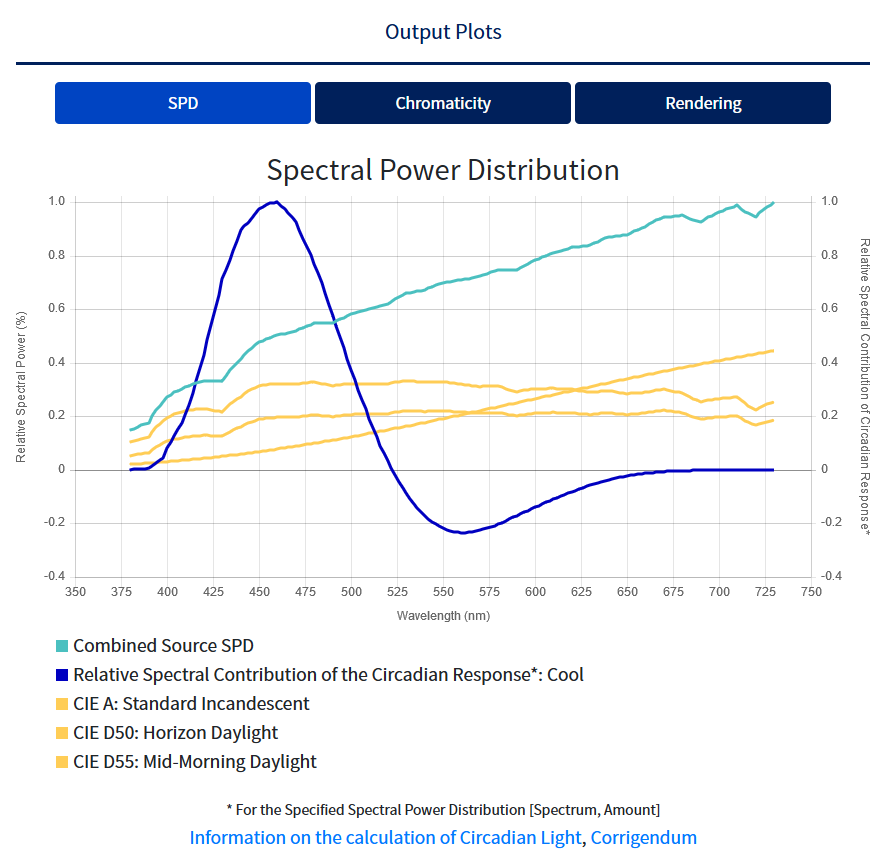 Output Plots
SPD
Chromaticity
Rendering
Spectral Power Distribution
1.0
0.8
0.6
0.4
0.2
0
-0.2
-0.4
Relative Spectral Power (%)
1.0
0.8
0.6
0.4
0.2
0
-0.2
-0.4
Relative Spectral Contribution of Circadian Response*
350 375 400 425 450 475 500 525 550 575 600 625 650 675 700 725 750
Wavelength (nm)
Combined Source SPD
Relative Spectral Contribution of the Circadian Response*: Cool
CIE A: Standard Incandescent
CIE D50: Horizon Daylight
CIE D55: Mid-Morning Daylight
* For the Specified Spectral Power Distribution [Spectrum, Amount]
Information on the calculation of Circadian Light, Corrigendum